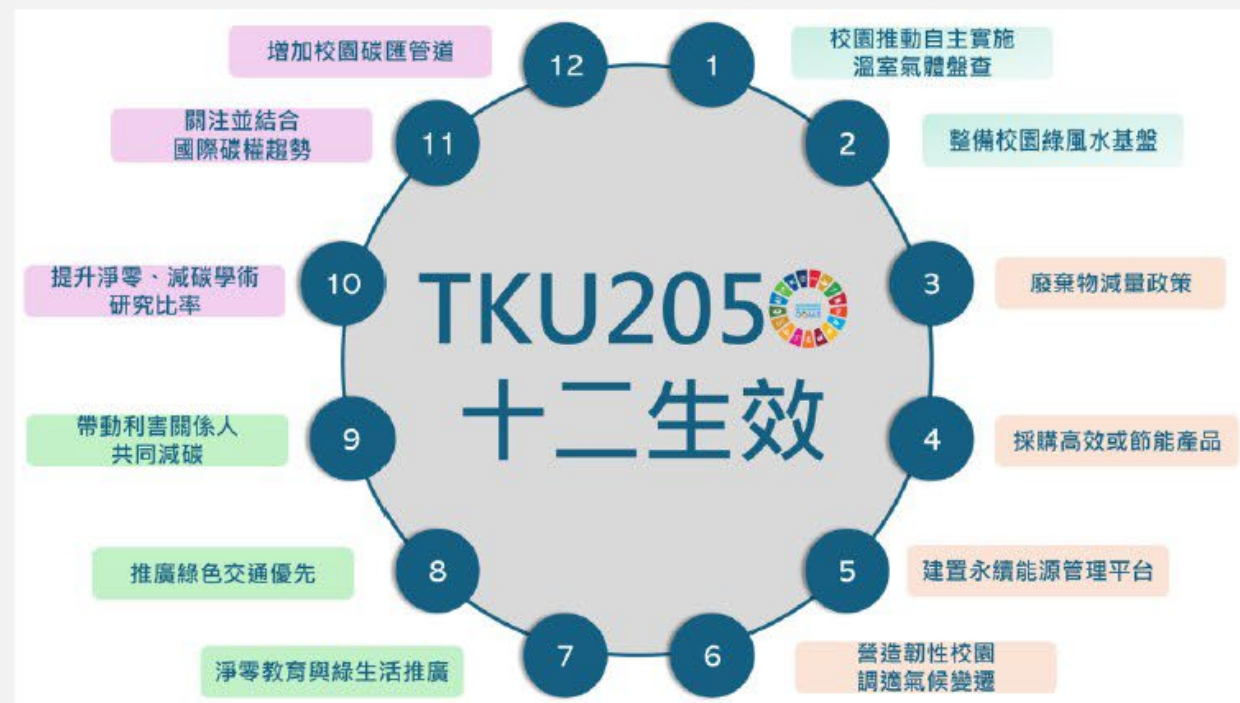 TKU2050
十二生效
1
校園推動自主實施
溫室氣體盤查
2
整備校園綠風水基盤
3
廢棄物減量政策
4
採購高效或節能產品
5
建置永續能源管理平台
6
營造韌性校園
調適氣候變遷
7
淨零教育與綠生活推廣
8
推廣綠色交通優先
9
帶動利害關係人
共同減碳
10
提升淨零、減碳學術
研究比率
11
關注並結合
國際碳權趨勢
12
增加校園碳匯管道